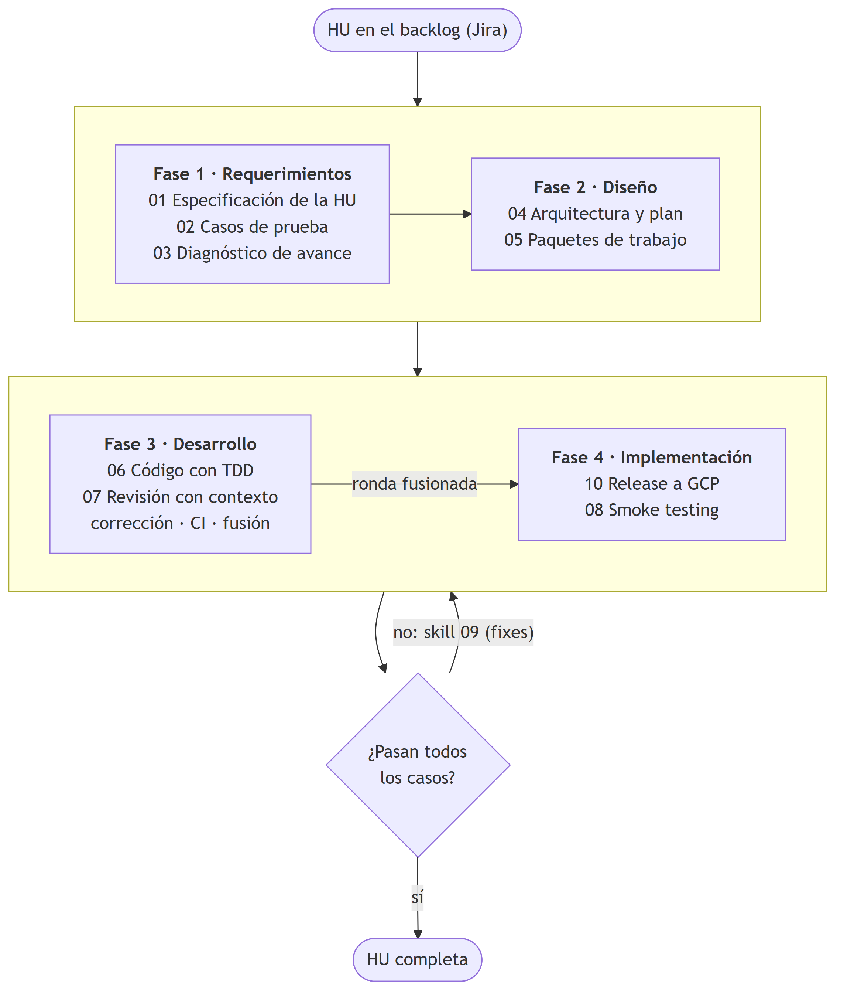 HU en el backlog (Jira)
Fase 1 · Requerimientos
01 Especificación de la HU
02 Casos de prueba
03 Diagnóstico de avance
Fase 2 · Diseño
04 Arquitectura y plan
05 Paquetes de trabajo
Fase 3 · Desarrollo
06 Código con TDD
07 Revisión con contexto
corrección · CI · fusión
ronda fusionada
Fase 4 · Implementación
10 Release a GCP
08 Smoke testing
no: skill 09 (fixes)
¿Pasan todos
los casos?
sí
HU completa